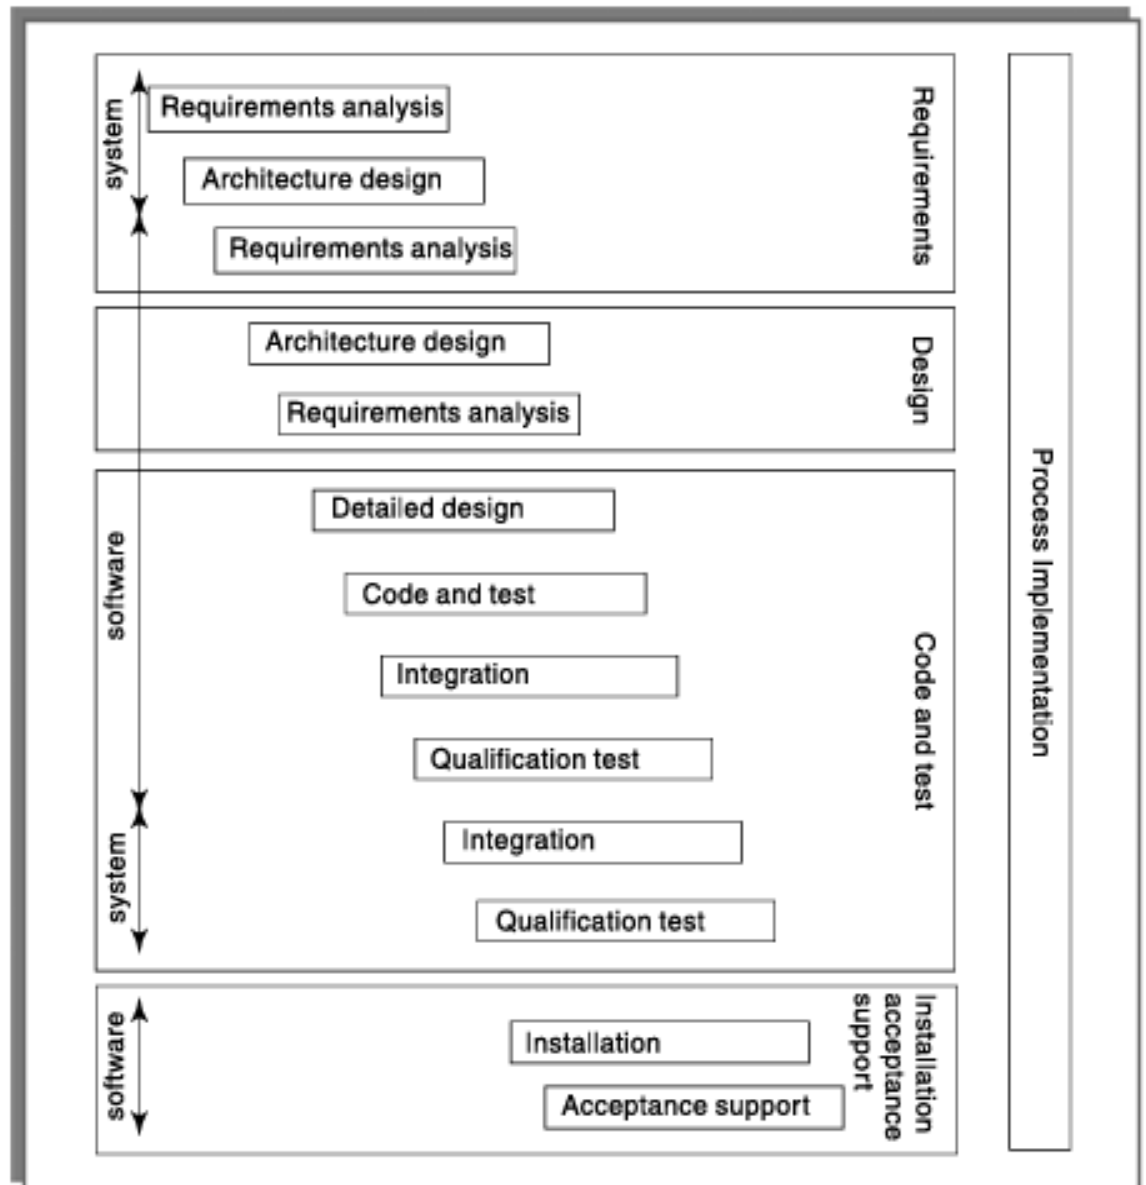 system
Requirements analysis
Architecture design
Requirements analysis
Requirements
Architecture design
Requirements analysis
Design
software
Detailed design
Code and test
Integration
Qualification test
system
Integration
Qualification test
Code and test
software
Installation
Acceptance support
Installation
acceptance
support
Process Implementation